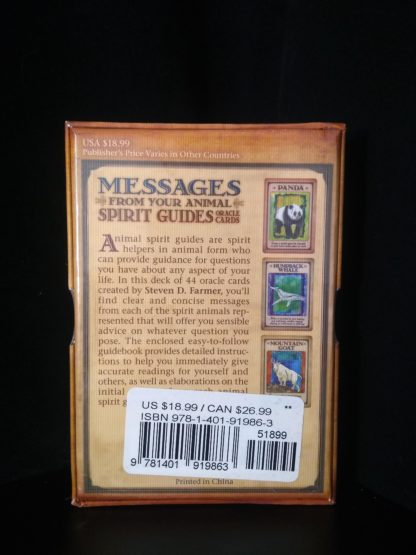 USA $18.99
Publisher's Price Varies in Other Countries
MESSAGES
FROM YOUR ANIMAL
SPIRIT GUIDES ORACLE CARDS
Animal spirit guides are spirit
helpers in animal form who
can provide guidance for questions
you have about any aspect of your
life. In this deck of 44 oracle cards
created by Steven D. Farmer, you'll
find clear and concise messages
from each of the spirit animals rep-
resented that will offer you sensible
advice on whatever question you
pose. The enclosed easy-to-follow
guidebook provides detailed instruc-
tions to help you immediately give
accurate readings for yourself and
others, as well as elaborations on the
initial
animal
spirit
PANDA
HUMPBACK
WHALE
MOUNTAIN
GOAT
US $18.99 / CAN $26.99 **
ISBN 978-1-401-91986-3
51899
9 781401 919863
Printed in China